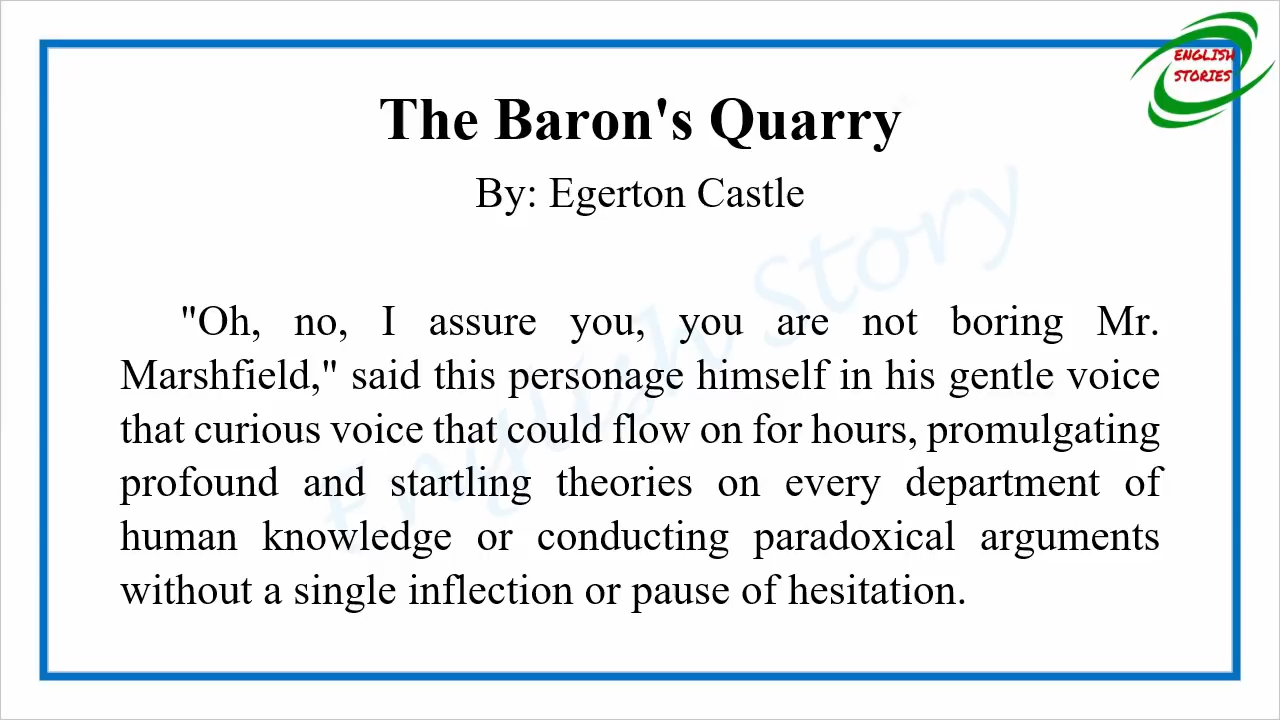 ENGLISH
STORIES
The Baron's Quarry
By: Egerton Castle
English Story
"Oh, no, I assure you, you are not boring Mr.
Marshfield," said this personage himself in his gentle voice
that curious voice that could flow on for hours, promulgating
profound and startling theories on every department of
human knowledge or conducting paradoxical arguments
without a single inflection or pause of hesitation.